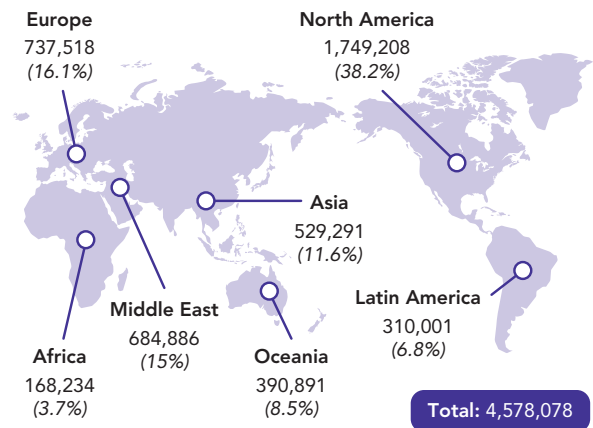 Europe
737,518
(16.1%)
North America
1,749,208
(38.2%)
Asia
529,291
(11.6%)
Middle East
684,886
(15%)
Latin America
310,001
(6.8%)
Africa
168,234
(3.7%)
Oceania
390,891
(8.5%)
Total: 4,578,078